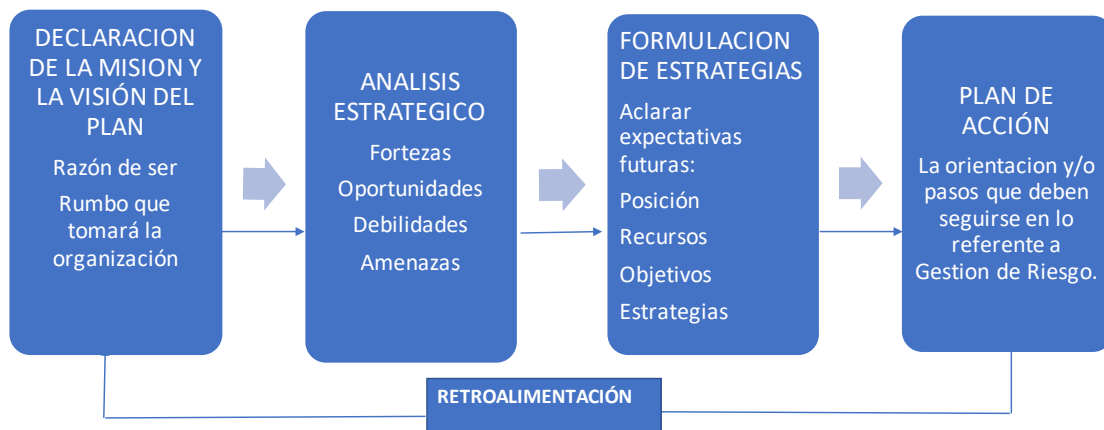 DECLARACION
DE LA MISION Y
LA VISIÓN DEL
PLAN
Razón de ser
Rumbo que
tomará la
organización
ANALISIS
ESTRATEGICO
Fortezas
Oportunidades
Debilidades
Amenazas
FORMULACION
DE ESTRATEGIAS
Aclarar
expectativas
futuras:
Posición
Recursos
Objetivos
Estrategias
PLAN DE
ACCIÓN
La orientacion y/o
pasos que deben
seguirse en lo
referente a
Gestion de Riesgo.
RETROALIMENTACIÓN